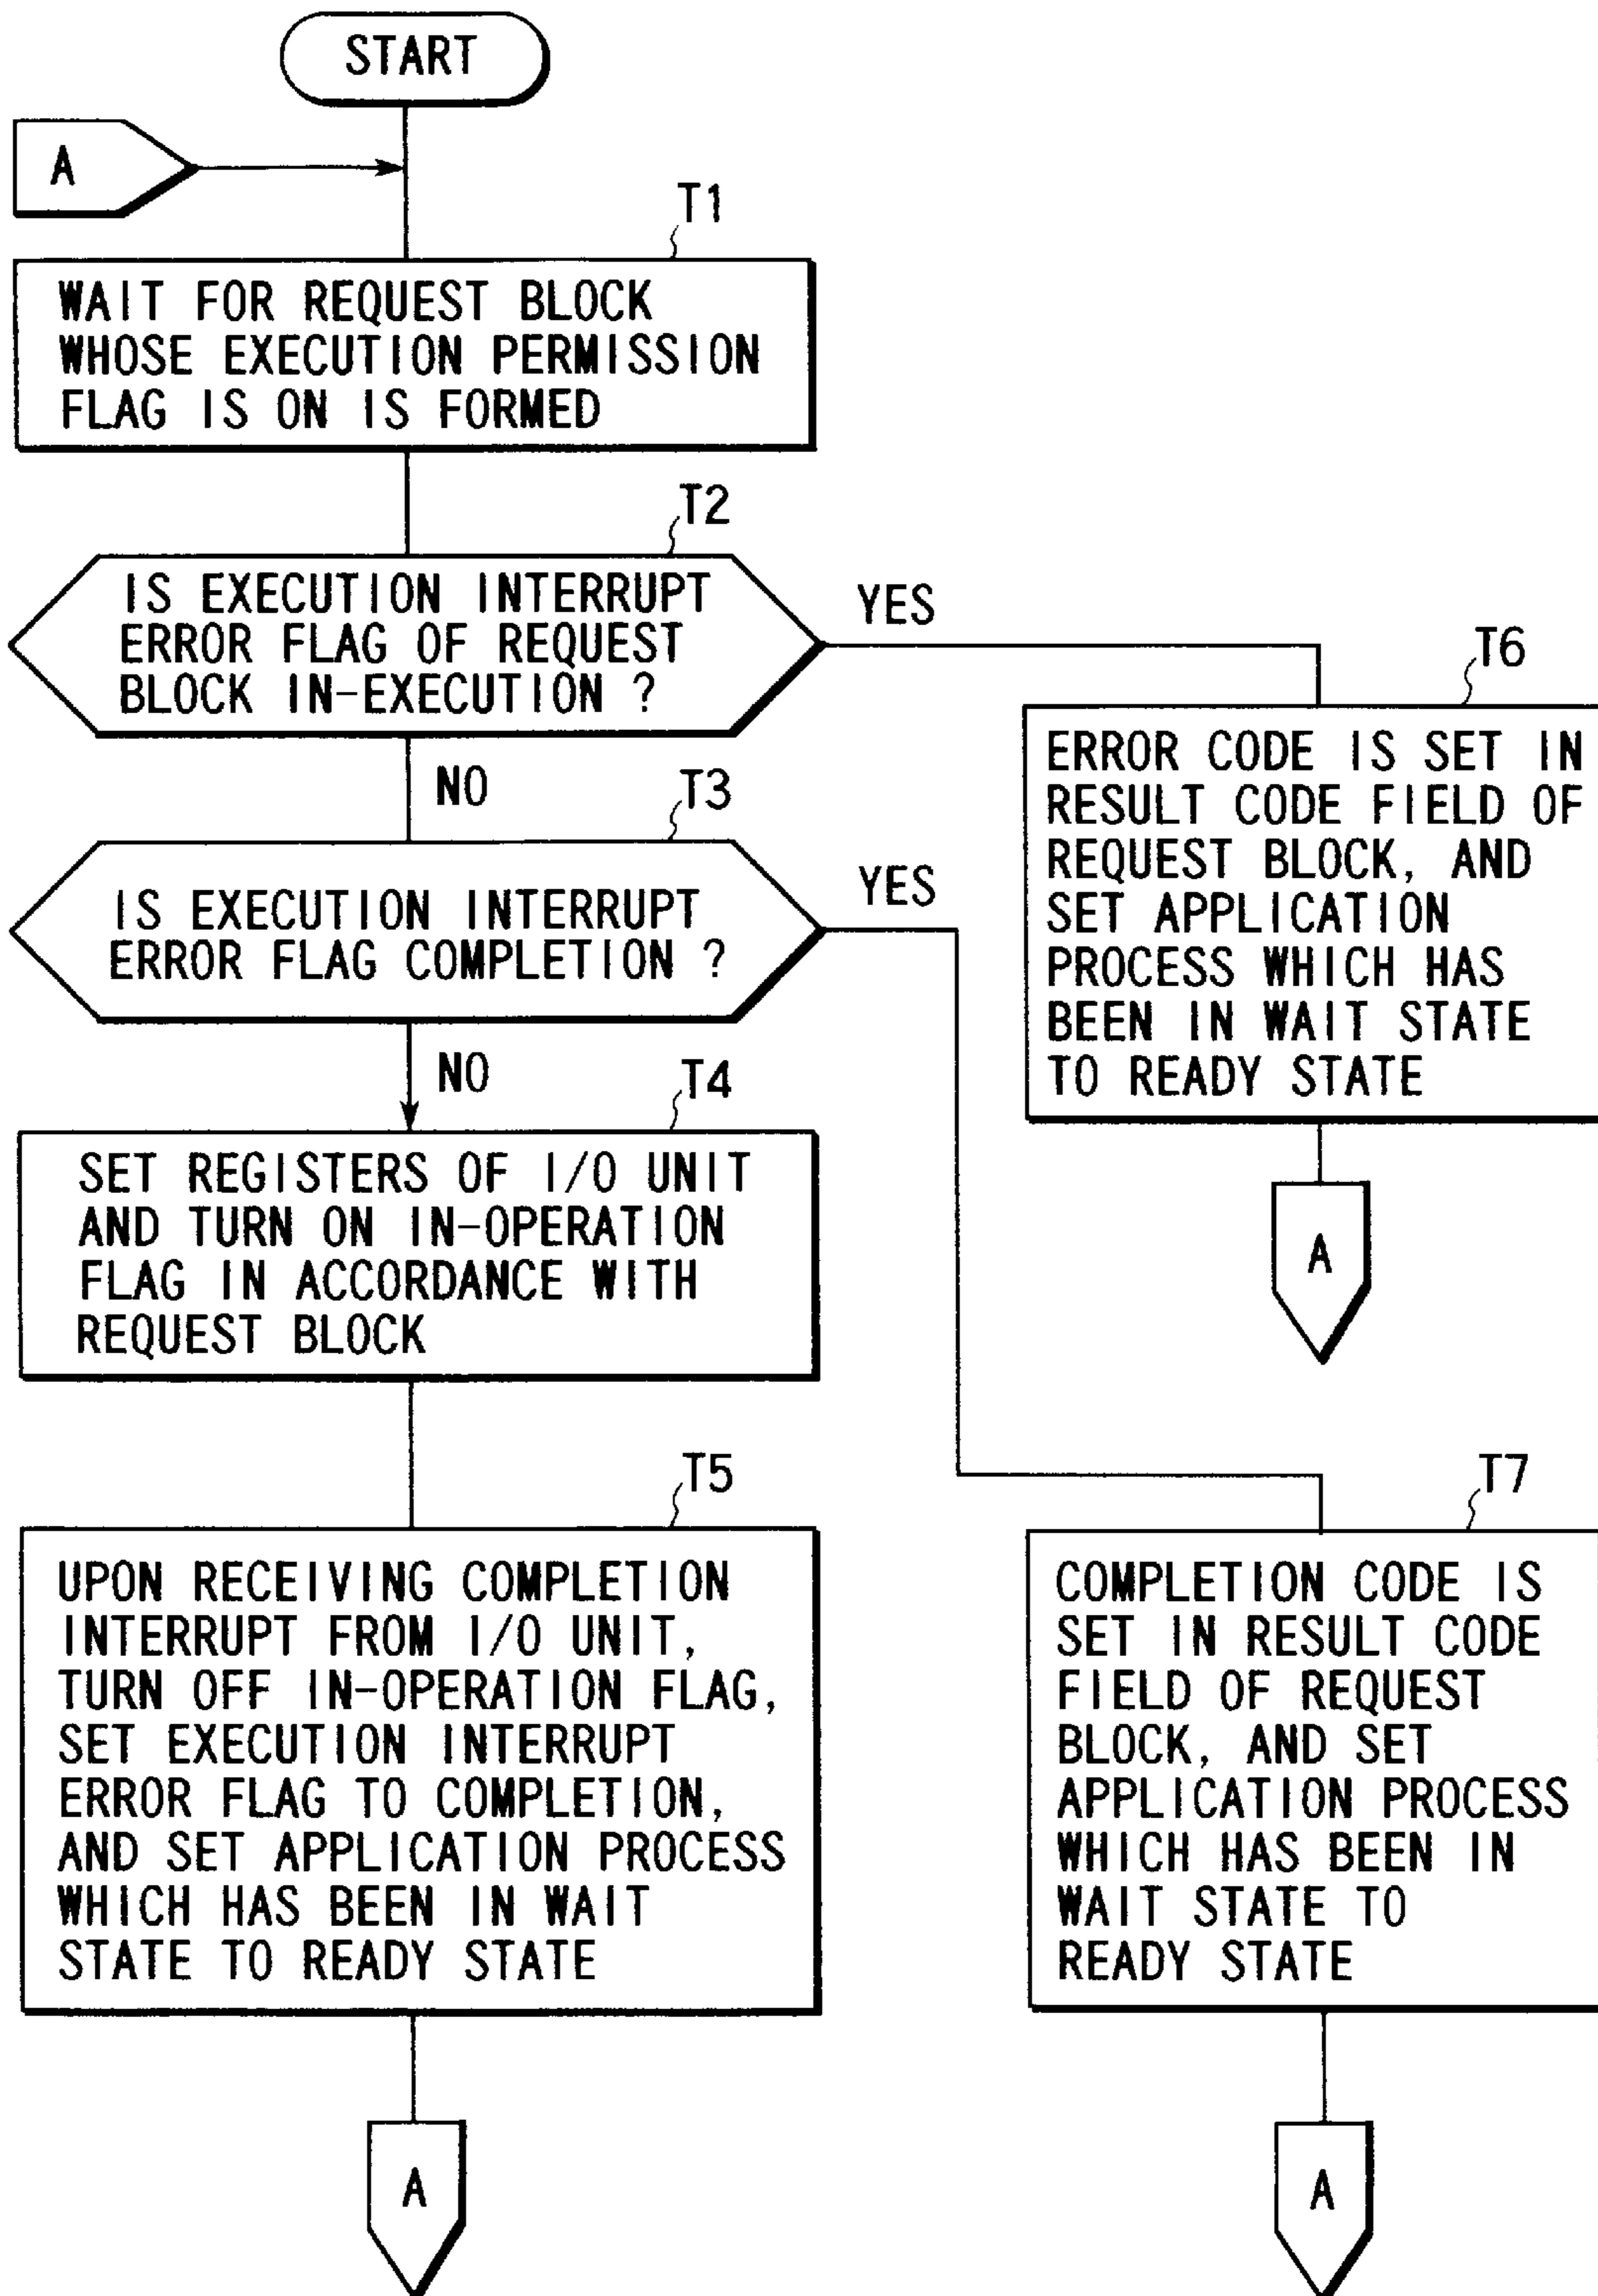 START
A
T1
WAIT FOR REQUEST BLOCK
WHOSE EXECUTION PERMISSION
FLAG IS ON IS FORMED
T2
IS EXECUTION INTERRUPT
ERROR FLAG OF REQUEST
BLOCK IN-EXECUTION ?
YES
NO
T6
ERROR CODE IS SET IN
RESULT CODE FIELD OF
REQUEST BLOCK, AND
SET APPLICATION
PROCESS WHICH HAS
BEEN IN WAIT STATE
TO READY STATE
A
T3
IS EXECUTION INTERRUPT
ERROR FLAG COMPLETION ?
YES
NO
T4
SET REGISTERS OF I/O UNIT
AND TURN ON IN-OPERATION
FLAG IN ACCORDANCE WITH
REQUEST BLOCK
T5
UPON RECEIVING COMPLETION
INTERRUPT FROM I/O UNIT,
TURN OFF IN-OPERATION FLAG,
SET EXECUTION INTERRUPT
ERROR FLAG TO COMPLETION,
AND SET APPLICATION PROCESS
WHICH HAS BEEN IN WAIT
STATE TO READY STATE
A
T7
COMPLETION CODE IS
SET IN RESULT CODE
FIELD OF REQUEST
BLOCK, AND SET
APPLICATION PROCESS
WHICH HAS BEEN IN
WAIT STATE TO
READY STATE
A